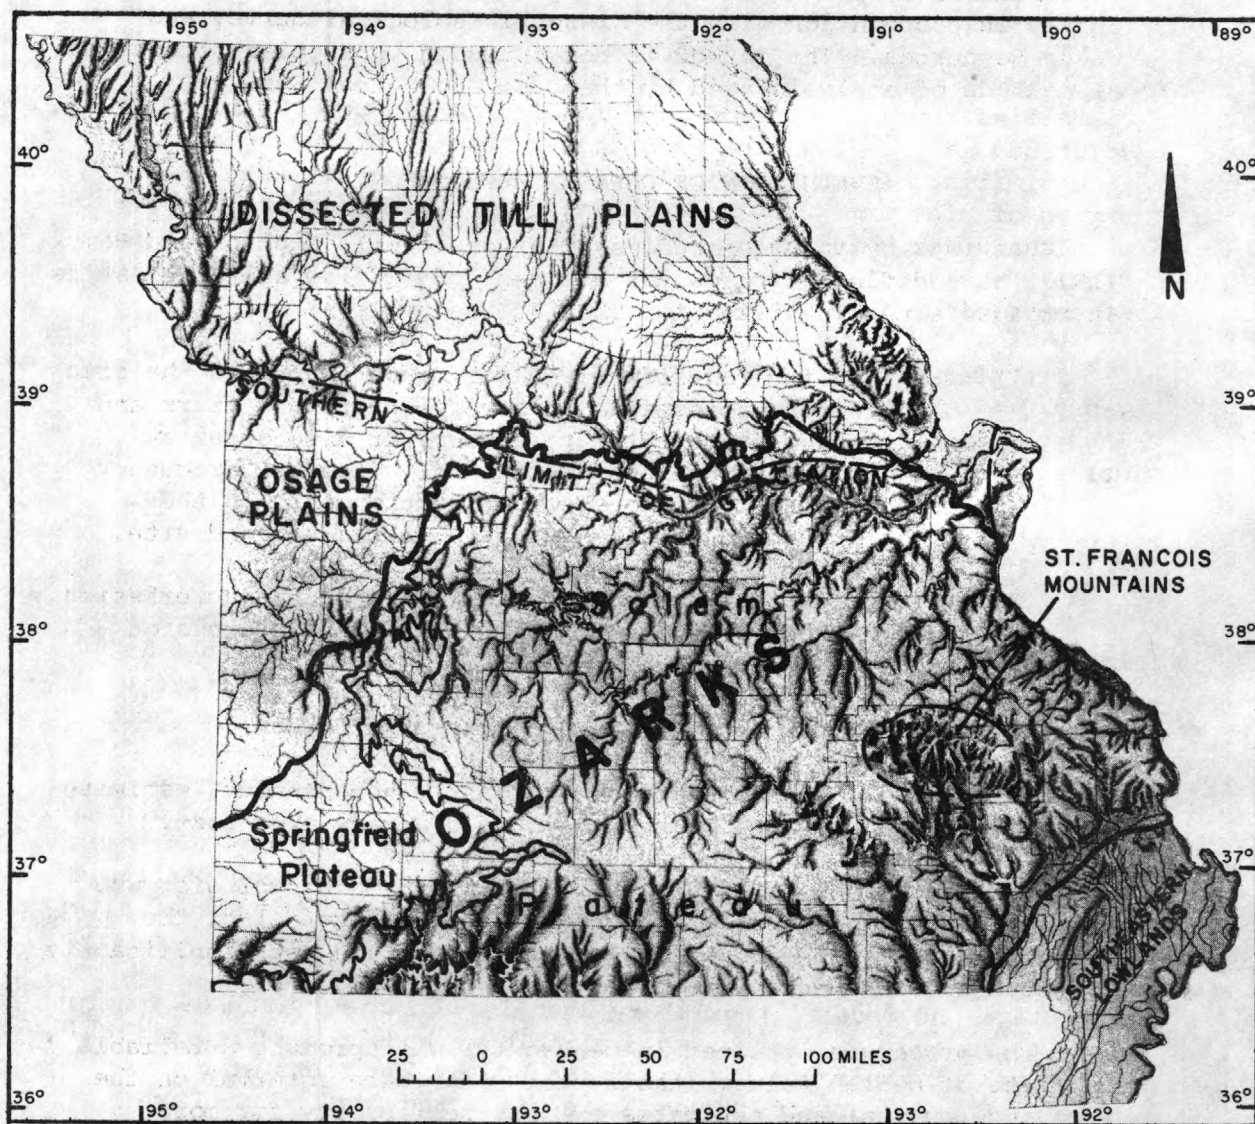 95° 94° 93° 92° 91° 90° 89°
40° 40°
DISSECTED TILL PLAINS
N
39° 39°
SOUTHERN LIMIT OF GLACIATION
OSAGE
PLAINS
ST. FRANCOIS
MOUNTAINS
38° 38°
Salem
OZARKS
Springfield
Plateau
37° 37°
Plateau
SOUTHEASTERN
LOWLANDS
25 0 25 50 75 100 MILES
36° 36°
95° 94° 93° 92° 93° 92°